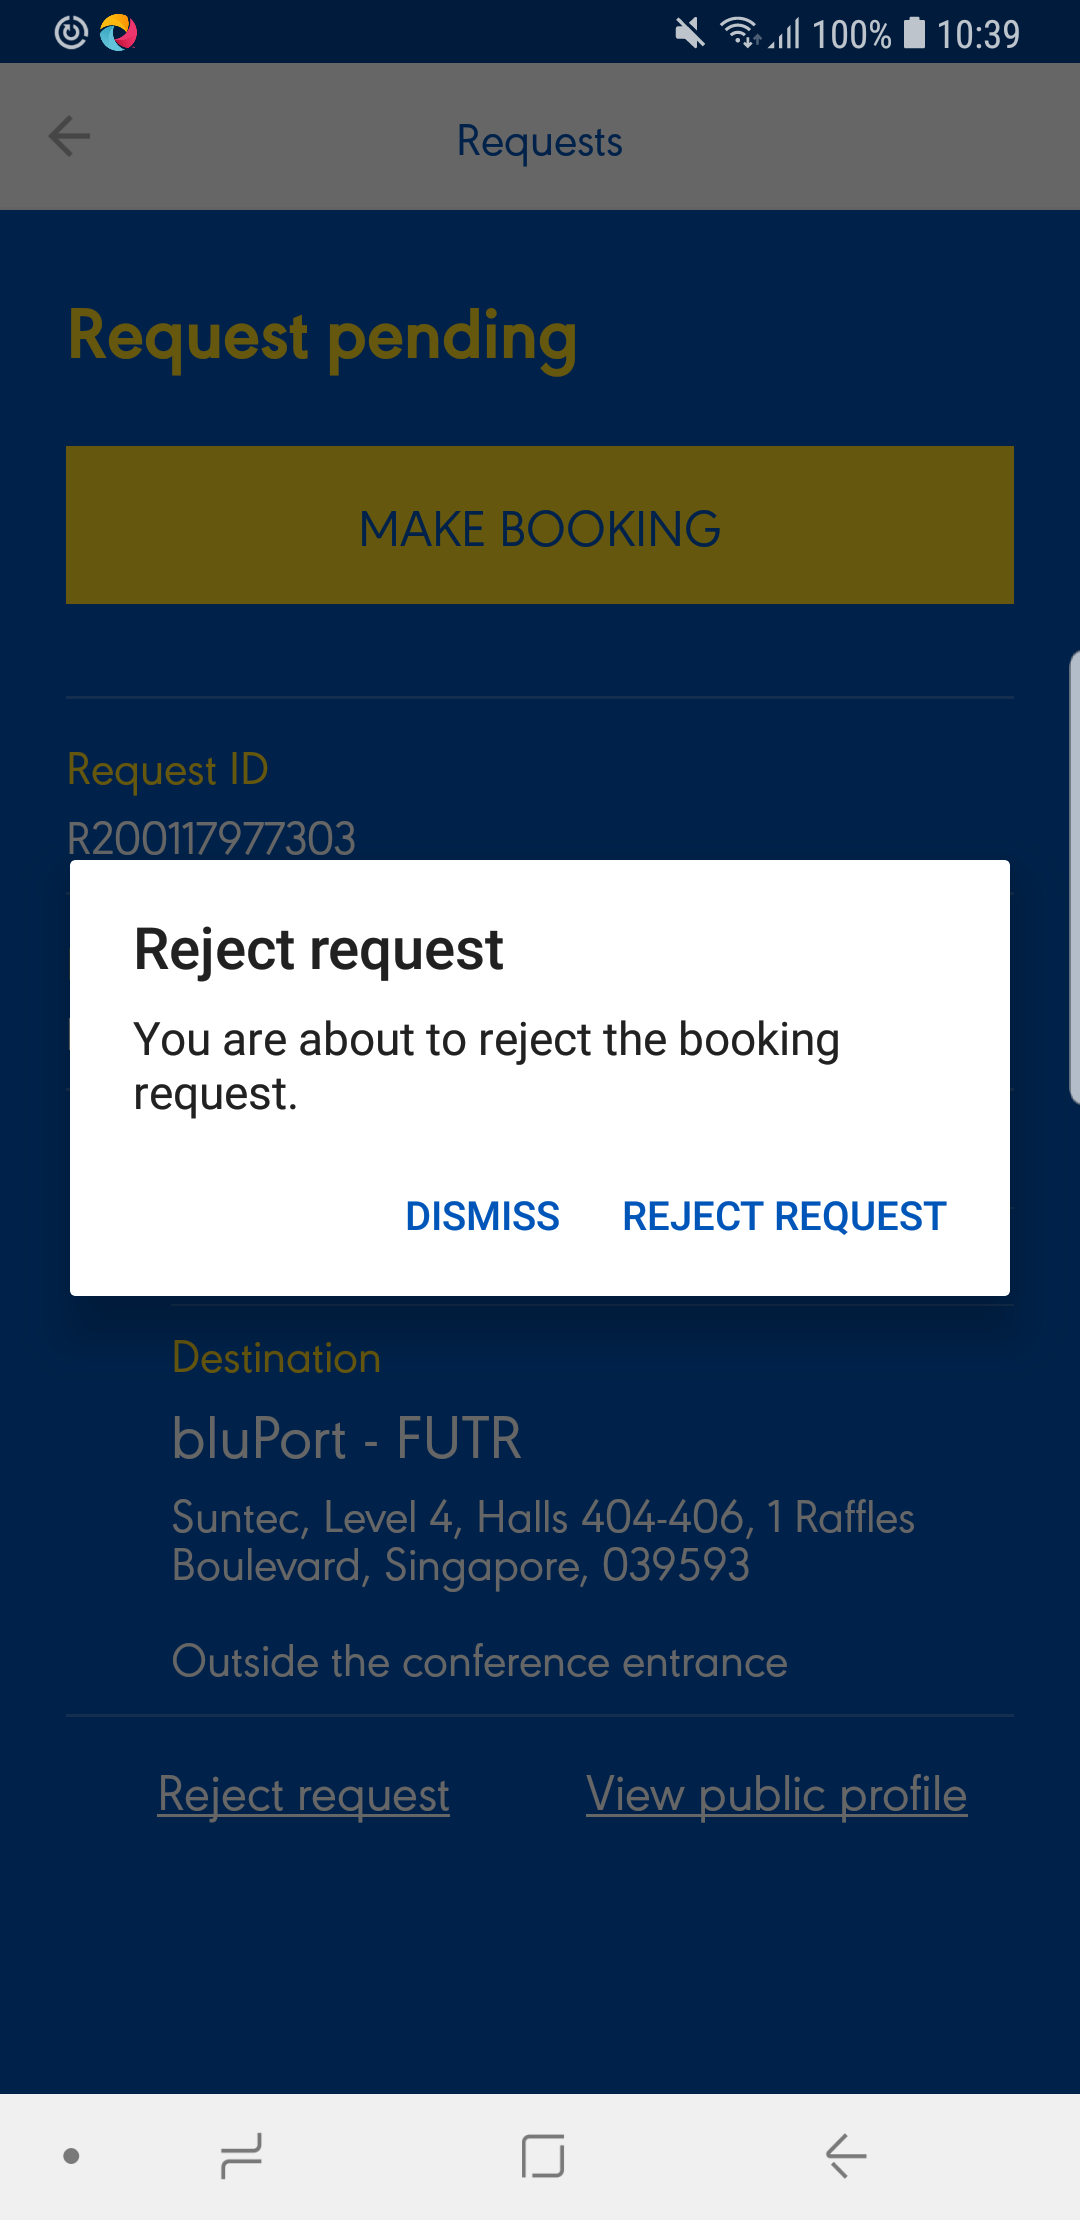 100% 10:39
Requests
Request pending
MAKE BOOKING
Request ID
R200117977303
Reject request
You are about to reject the booking
request.
DISMISS REJECT REQUEST
Destination
bluPort - FUTR
Suntec, Level 4, Halls 404-406, 1 Raffles
Boulevard, Singapore, 039593
Outside the conference entrance
Reject request View public profile